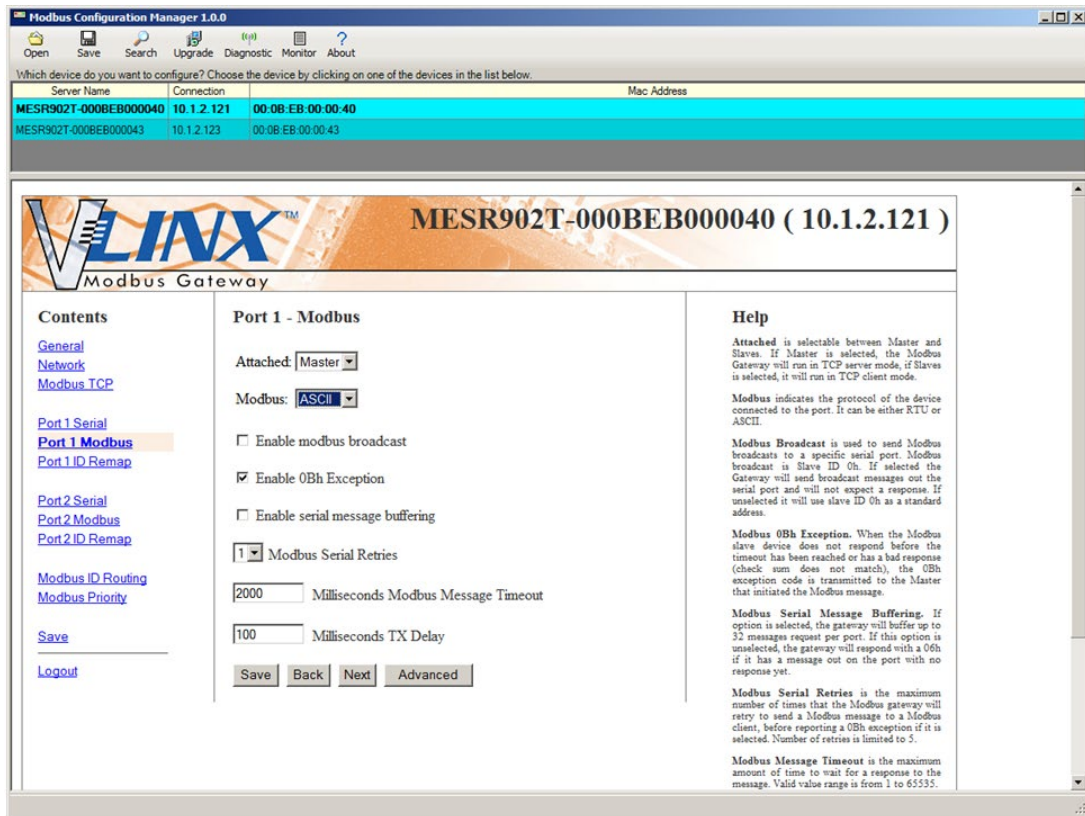 Modbus Configuration Manager 1.0.0
Open Save Search Upgrade Diagnostic Monitor About
Which device do you want to configure? Choose the device by clicking on one of the devices in the list below.
Server Name Connection Mac Address
MESR902T-000BEB000040 10.1.2.121 00:0B:EB:00:00:40
MESR902T-000BEB000043 10.1.2.123 00:0B:EB:00:00:43
VLINX™
Modbus Gateway
MESR902T-000BEB000040 ( 10.1.2.121 )
Contents
General
Network
Modbus TCP
Port 1 Serial
Port 1 Modbus
Port 1 ID Remap
Port 2 Serial
Port 2 Modbus
Port 2 ID Remap
Modbus ID Routing
Modbus Priority
Save
Logout
Port 1 - Modbus
Attached: Master
Modbus: ASCII
Enable modbus broadcast
Enable 0Bh Exception
Enable serial message buffering
1 Modbus Serial Retries
2000 Milliseconds Modbus Message Timeout
100 Milliseconds TX Delay
Save Back Next Advanced
Help
Attached is selectable between Master and
Slaves. If Master is selected, the Modbus
Gateway will run in TCP server mode, if Slaves
is selected, it will run in TCP client mode.
Modbus indicates the protocol of the device
connected to the port. It can be either RTU or
ASCII.
Modbus Broadcast is used to send Modbus
broadcasts to a specific serial port. Modbus
broadcast is Slave ID 0h. If selected the
Gateway will send broadcast messages out the
serial port and will not expect a response. If
unselected it will use slave ID 0h as a standard
address.
Modbus 0Bh Exception. When the Modbus
slave device does not respond before the
timeout has been reached or has a bad response
(check sum does not match), the 0Bh
exception code is transmitted to the Master
that initiated the Modbus message.
Modbus Serial Message Buffering. If
option is selected, the gateway will buffer up to
32 messages request per port. If this option is
unselected, the gateway will respond with a 06h
if it has a message out on the port with no
response yet.
Modbus Serial Retries is the maximum
number of times that the Modbus gateway will
retry to send a Modbus message to a Modbus
client, before reporting a 0Bh exception if it is
selected. Number of retries is limited to 5.
Modbus Message Timeout is the maximum
amount of time to wait for a response to the
message. Valid value range is from 1 to 65535.